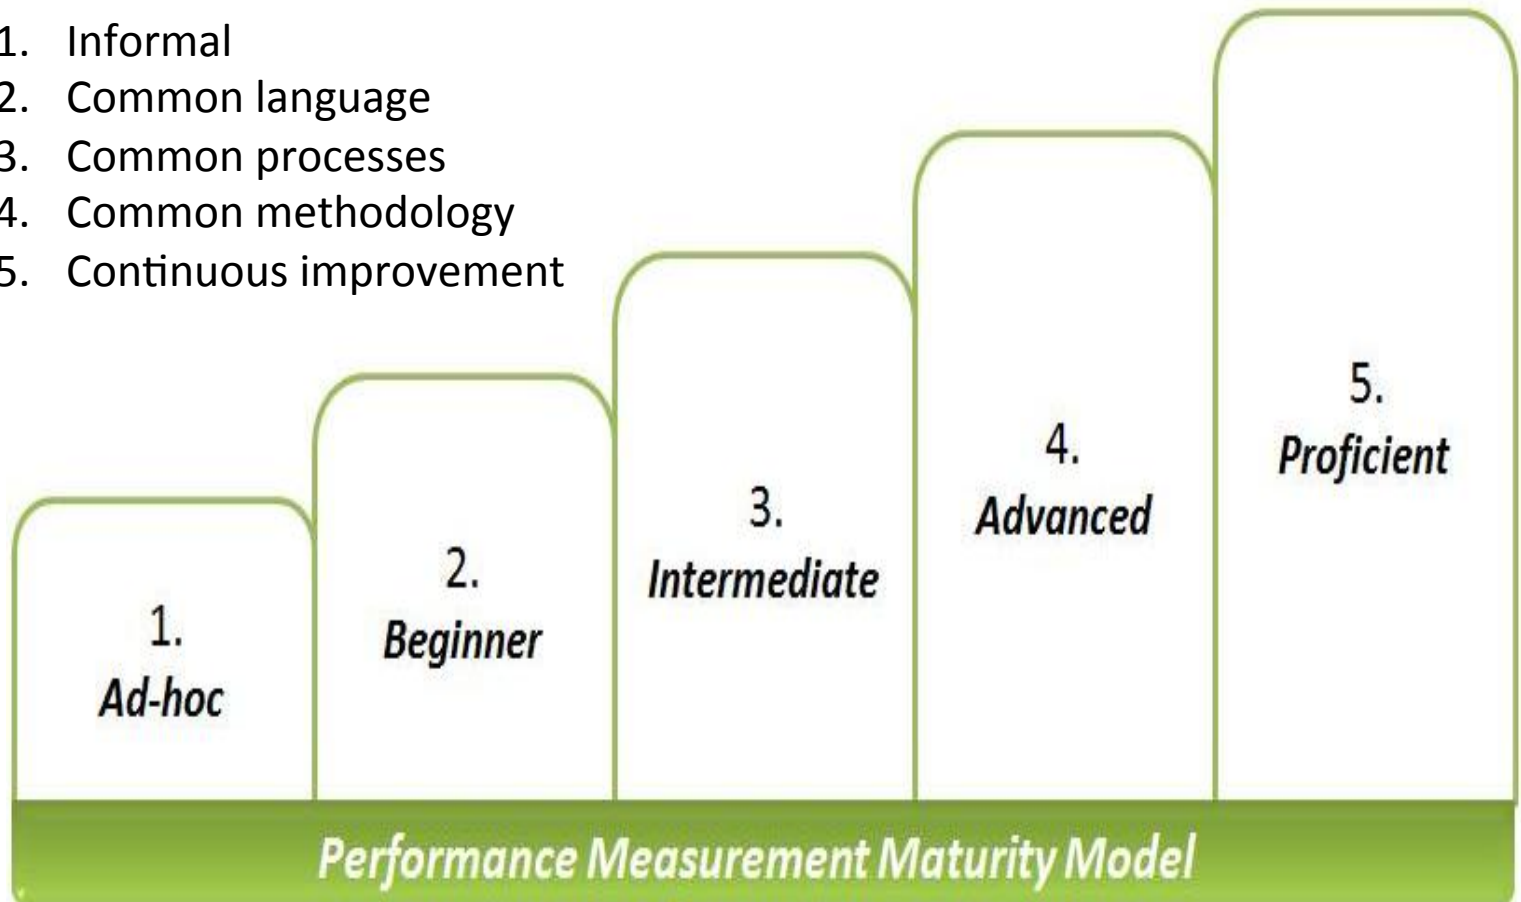 1. Informal
2. Common language
3. Common processes
4. Common methodology
5. Continuous improvement
1.
Ad-hoc
2.
Beginner
3.
Intermediate
4.
Advanced
5.
Proficient
Performance Measurement Maturity Model